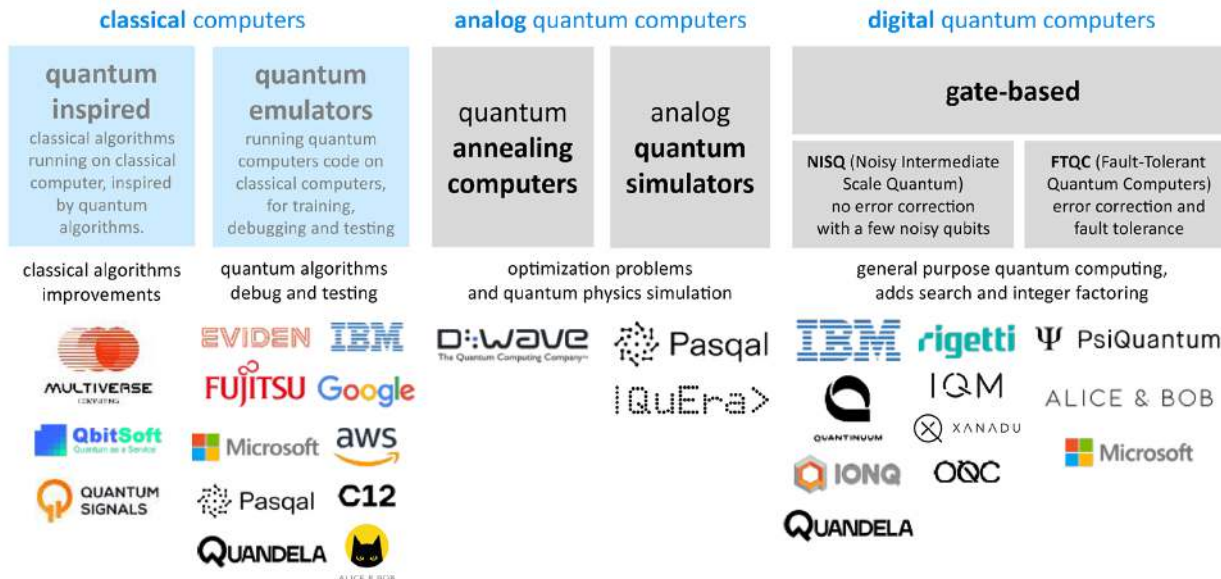 classical computers
analog quantum computers
digital quantum computers
quantum
inspired
classical algorithms
running on classical
computer, inspired
by quantum
algorithms.
quantum
emulators
running quantum
computers code on
classical computers,
for training,
debugging and testing
quantum
annealing
computers
analog
quantum
simulators
gate-based
NISQ (Noisy Intermediate
Scale Quantum)
no error correction
with a few noisy qubits
FTQC (Fault-Tolerant
Quantum Computers)
error correction and
fault tolerance
classical algorithms
improvements
quantum algorithms
debug and testing
optimization problems
and quantum physics simulation
general purpose quantum computing,
adds search and integer factoring
MULTIVERSE
COMPUTING
QbitSoft
Quantum as a Service
QUANTUM
SIGNALS
EVIDEN
IBM
FUJITSU
Google
Microsoft
aws
Pasqal
C12
QUANDELA
ALICE & BOB
D:wave
The Quantum Computing Company™
Pasqal
|QuEra>
IBM
rigetti
QUANTINUUM
IQM
XANADU
IONQ
OQC
QUANDELA
Ψ PsiQuantum
ALICE & BOB
Microsoft